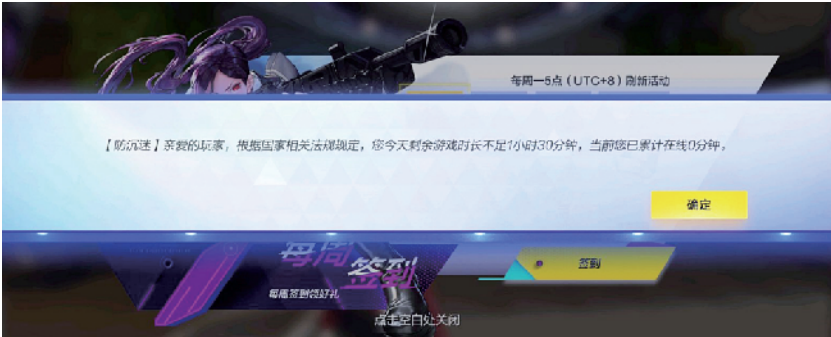 每周一5点（UTC+8）刷新活动
【防沉迷】亲爱的玩家，根据国家相关法规规定，您今天剩余游戏时长不足1小时30分钟，当前您已累计在线0分钟。
确定
每周
签到
每周签到领好礼
签到
点击空白处关闭